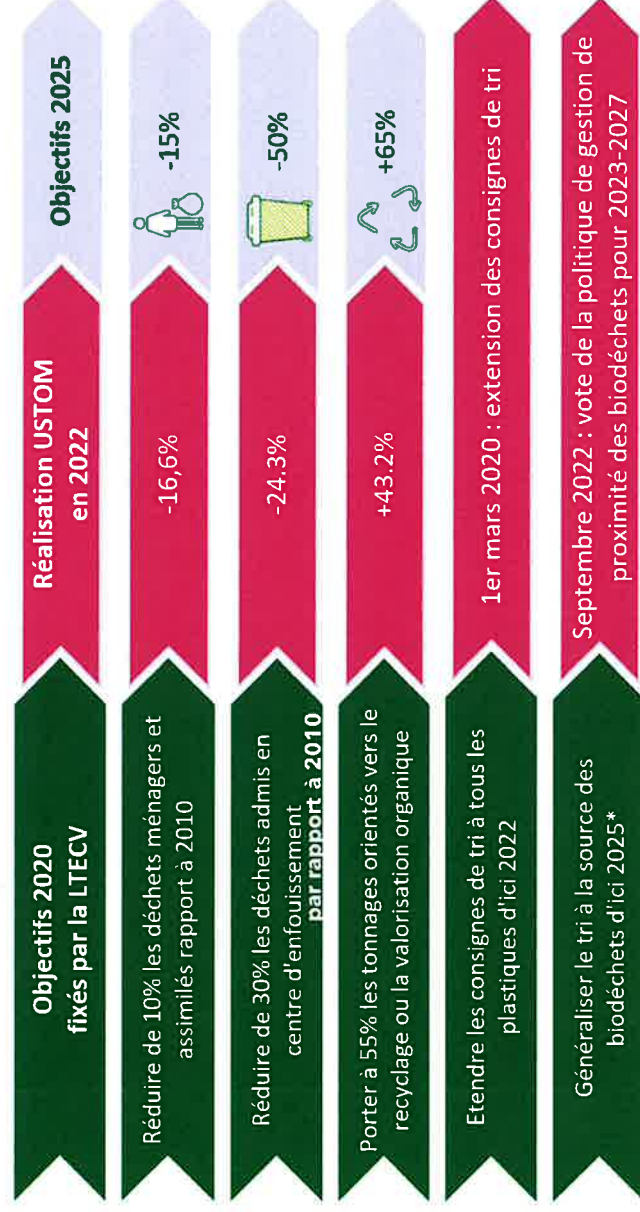 Objectifs 2020
fixés par la LTECV
Réalisation USTOM
en 2022
Objectifs 2025
Réduire de 10% les déchets ménagers et
assimilés rapport à 2010
-16,6%
-15%
Réduire de 30% les déchets admis en
centre d'enfouissement
par rapport à 2010
-24.3%
-50%
Porter à 55% les tonnages orientés vers le
recyclage ou la valorisation organique
+43.2%
+65%
Etendre les consignes de tri à tous les
plastiques d'ici 2022
1er mars 2020 : extension des consignes de tri
Généraliser le tri à la source des
biodéchets d'ici 2025*
Septembre 2022 : vote de la politique de gestion de
proximité des biodéchets pour 2023-2027